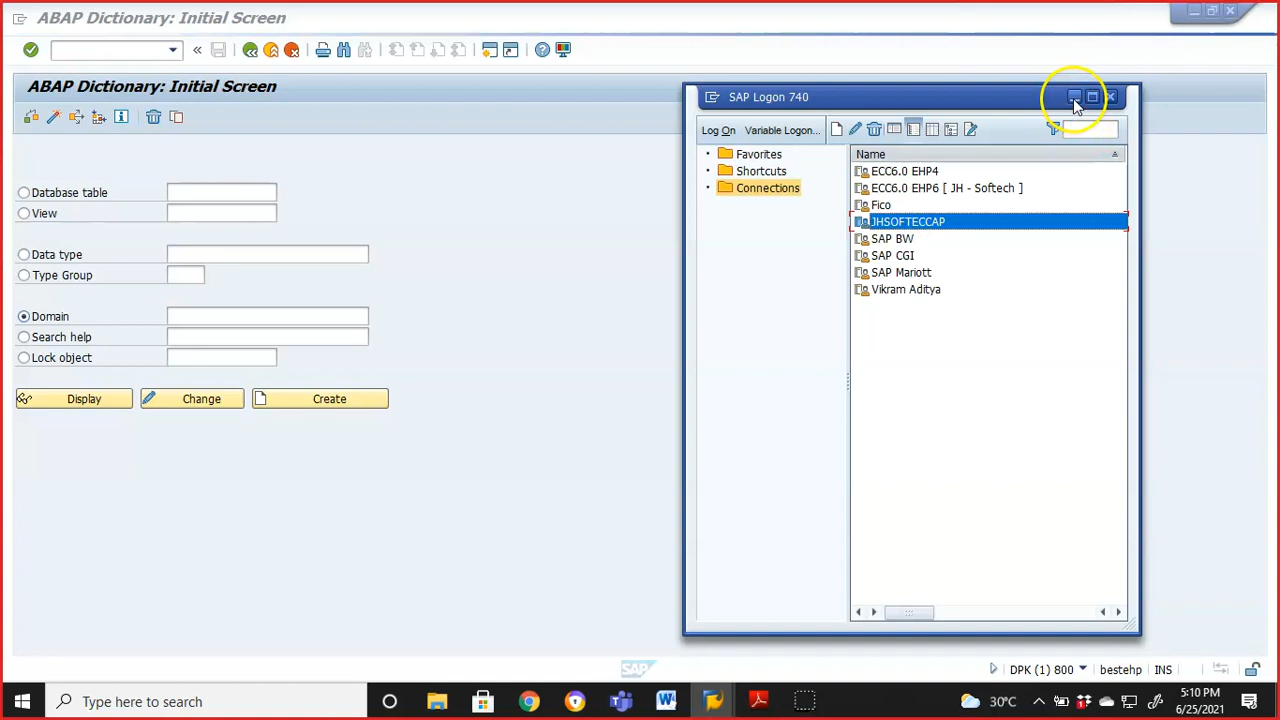 ABAP Dictionary: Initial Screen
ABAP Dictionary: Initial Screen
Database table
View
Data type
Type Group
Domain
Search help
Lock object
Display
Change
Create
SAP Logon 740
Log On
Variable Logon...
Favorites
Shortcuts
Connections
Name
ECC6.0 EHP4
ECC6.0 EHP6 [ JH - Softech ]
Fico
JHSOFTECCAP
SAP BW
SAP CGI
SAP Mariott
Vikram Aditya
SAP
DPK (1) 800
bestehp
INS
Type here to search
30°C
5:10 PM
6/25/2021